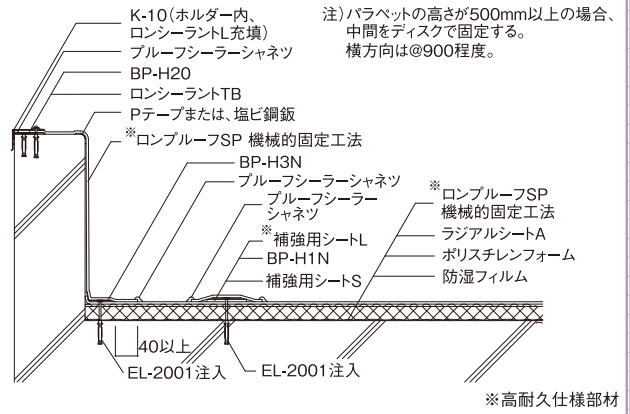 K-10(ホルダー内、
ロンシーラントL充填)
プルーフシーラーシャネツ
BP-H20
ロンシーラントTB
Pテープまたは、塩ビ鋼鈑
※ロンプルーフSP 機械的固定工法
注)パラペットの高さが500mm以上の場合、
中間をディスクで固定する。
横方向は@900程度。
BP-H3N
プルーフシーラーシャネツ
プルーフシーラー
シャネツ
※補強用シートL
BP-H1N
補強用シートS
※ロンプルーフSP
機械的固定工法
ラジアルシートA
ポリスチレンフォーム
防湿フィルム
40以上
EL-2001注入
EL-2001注入
※高耐久仕様部材